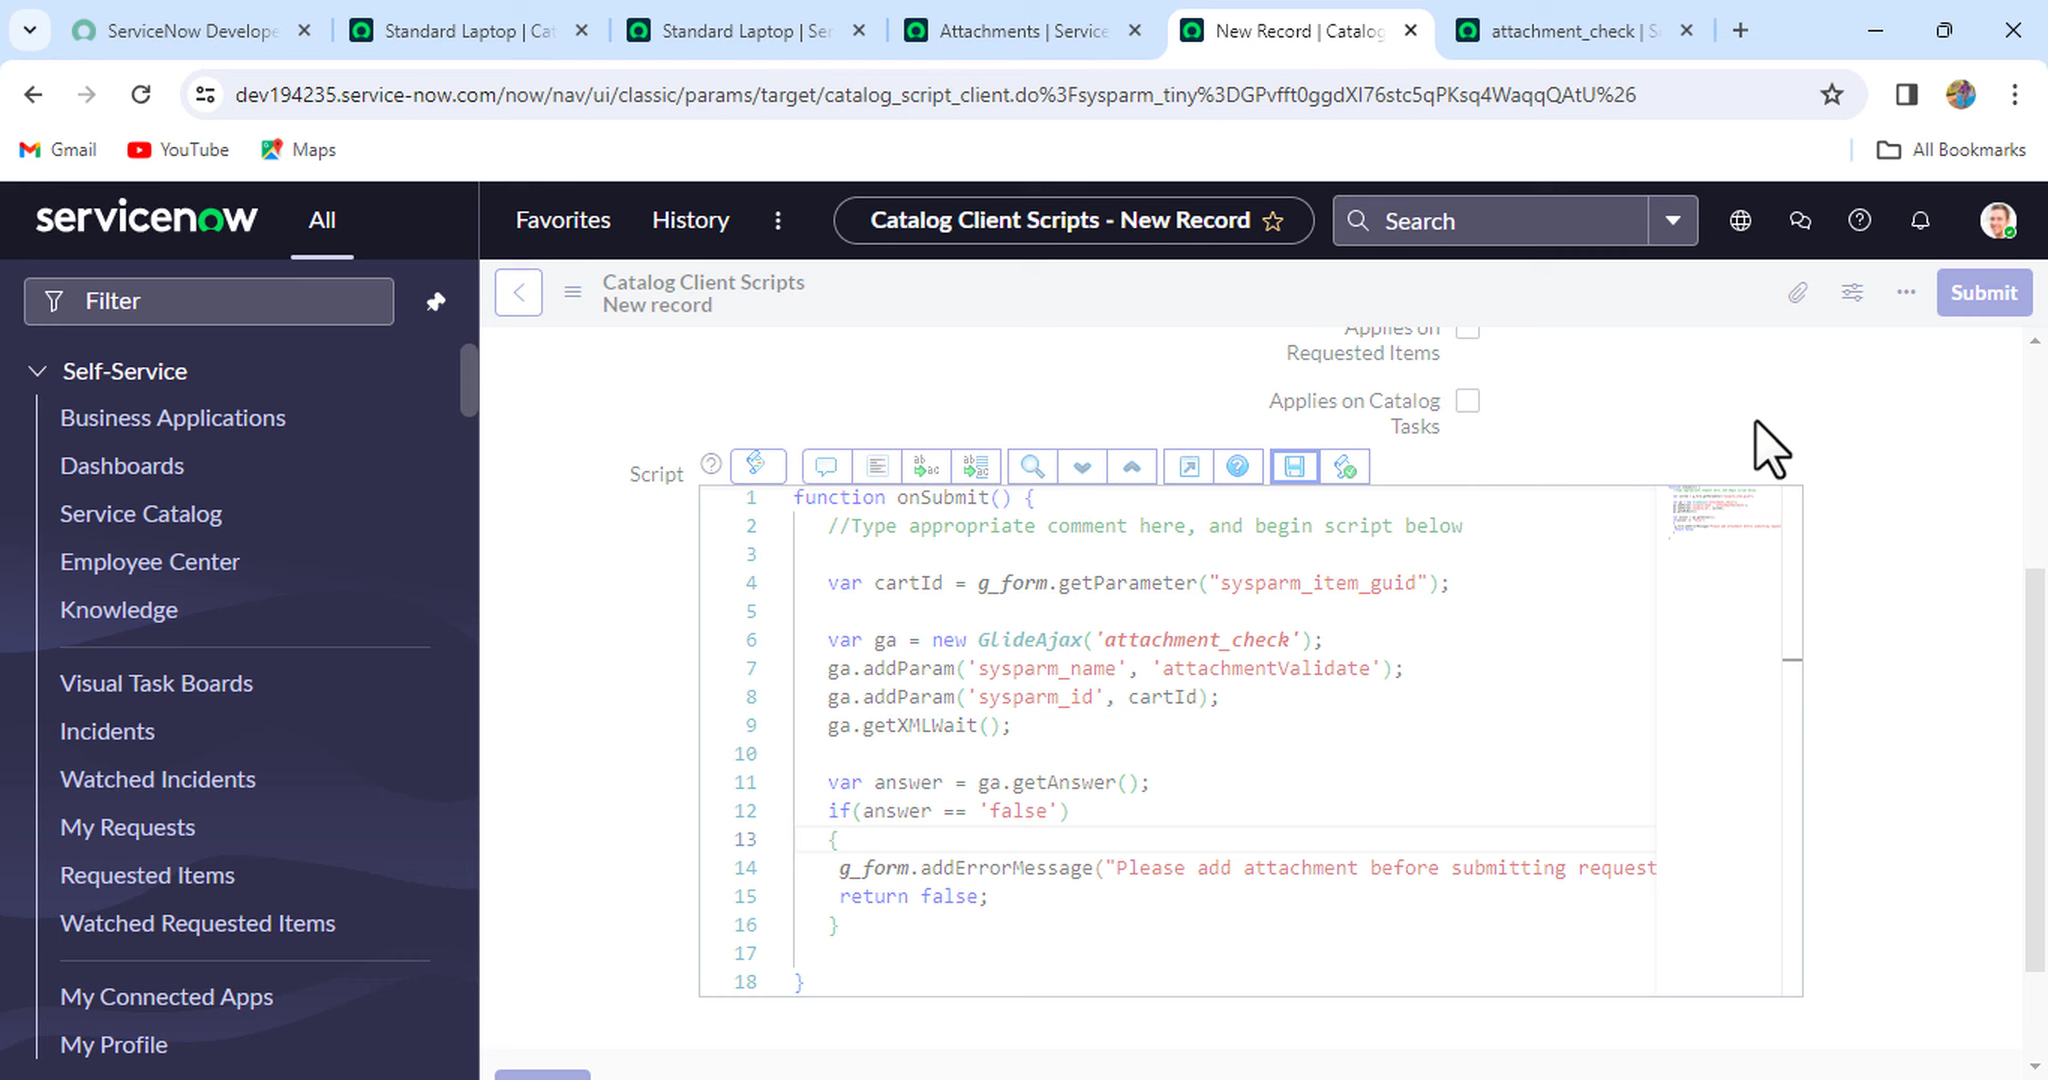 ServiceNow Develope
Standard Laptop | Cat
Standard Laptop | Ser
Attachments | Service
New Record | Catalog
attachment_check | S
dev194235.service-now.com/now/nav/ui/classic/params/target/catalog_script_client.do%3Fsysparm_tiny%3DGPvfft0ggdXI76stc5qPKsq4WaqqQAtU%26
Gmail
YouTube
Maps
All Bookmarks
servicenow
All
Favorites
History
Catalog Client Scripts - New Record
Search
Filter
Catalog Client Scripts
New record
Submit
Self-Service
Business Applications
Dashboards
Service Catalog
Employee Center
Knowledge
Visual Task Boards
Incidents
Watched Incidents
My Requests
Requested Items
Watched Requested Items
My Connected Apps
My Profile
Applies on
Requested Items
Applies on Catalog
Tasks
Script
1 function onSubmit() {
2 //Type appropriate comment here, and begin script below
3
4 var cartId = g_form.getParameter("sysparm_item_guid");
5
6 var ga = new GlideAjax('attachment_check');
7 ga.addParam('sysparm_name', 'attachmentValidate');
8 ga.addParam('sysparm_id', cartId);
9 ga.getXMLWait();
10
11 var answer = ga.getAnswer();
12 if(answer == 'false')
13 {
14 g_form.addErrorMessage("Please add attachment before submitting request
15 return false;
16 }
17
18 }